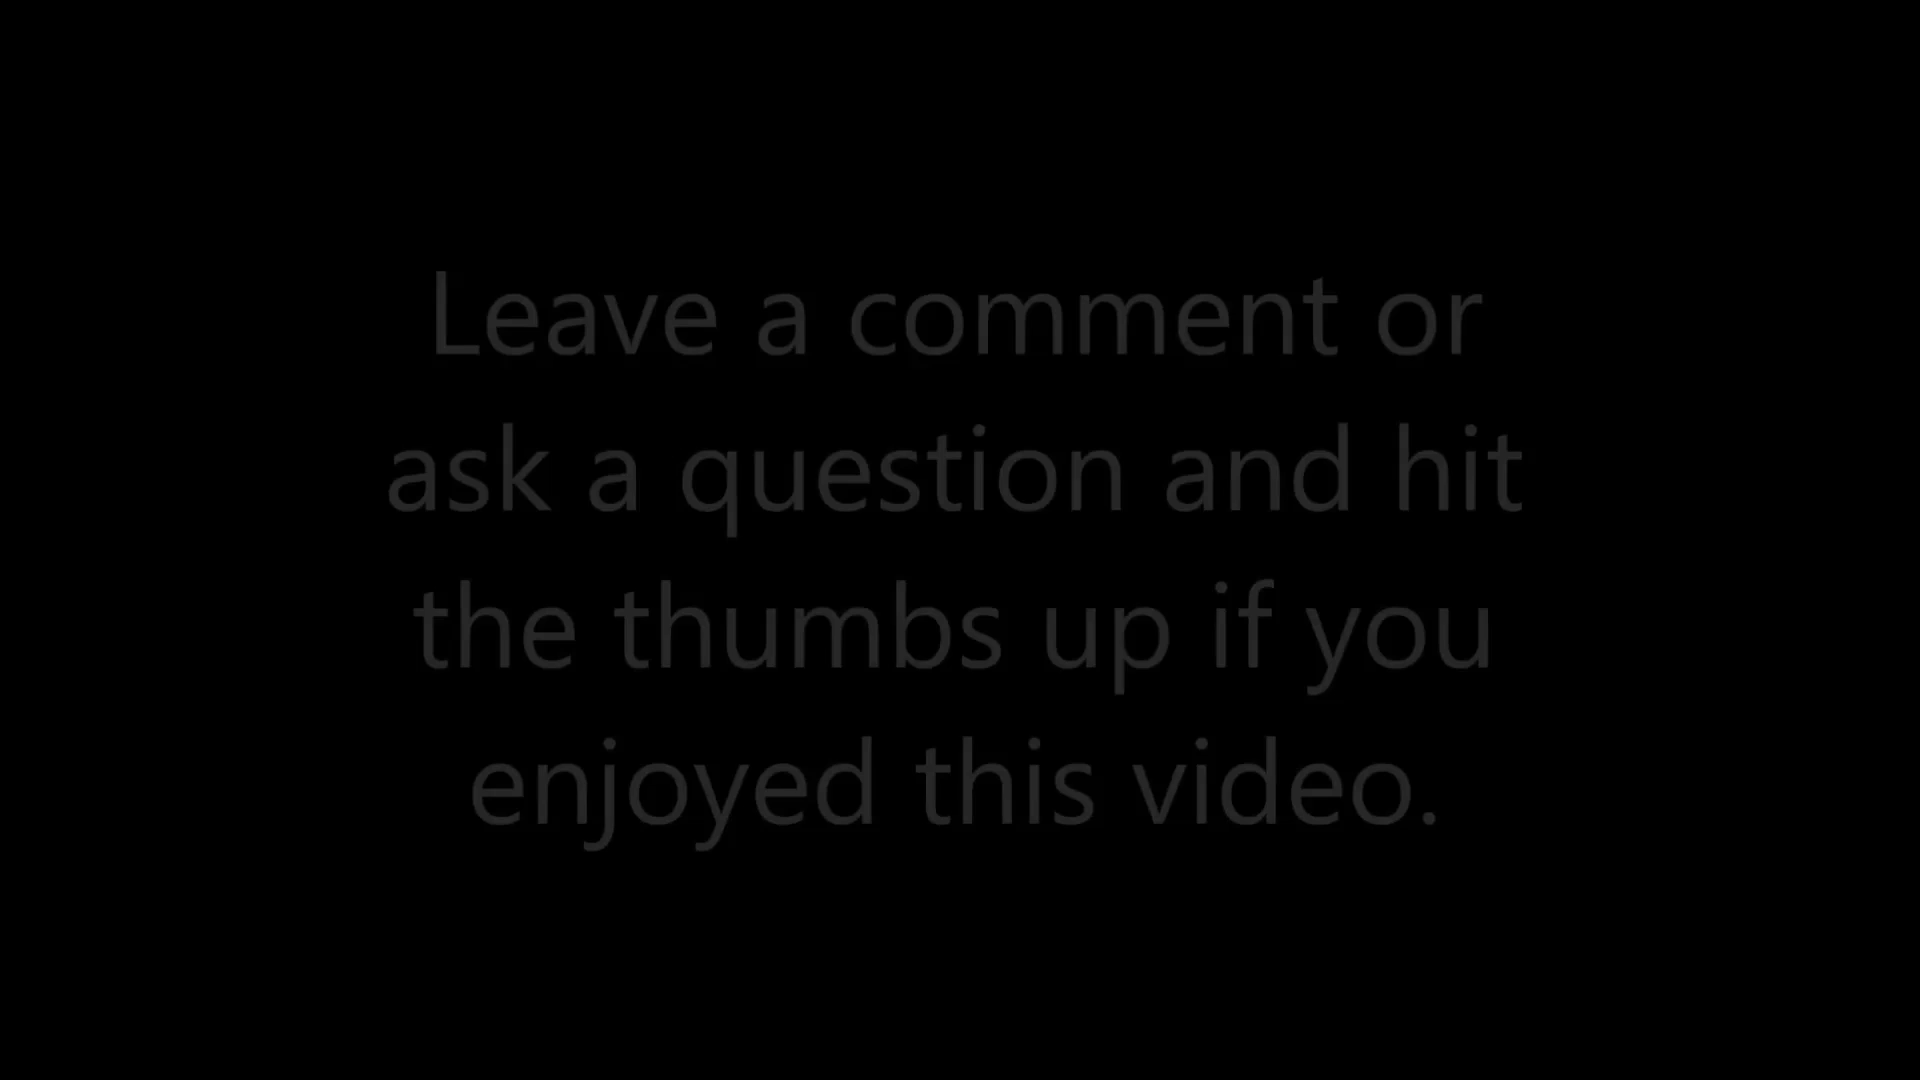 Leave a comment or
ask a question and hit
the thumbs up if you
enjoyed this video.